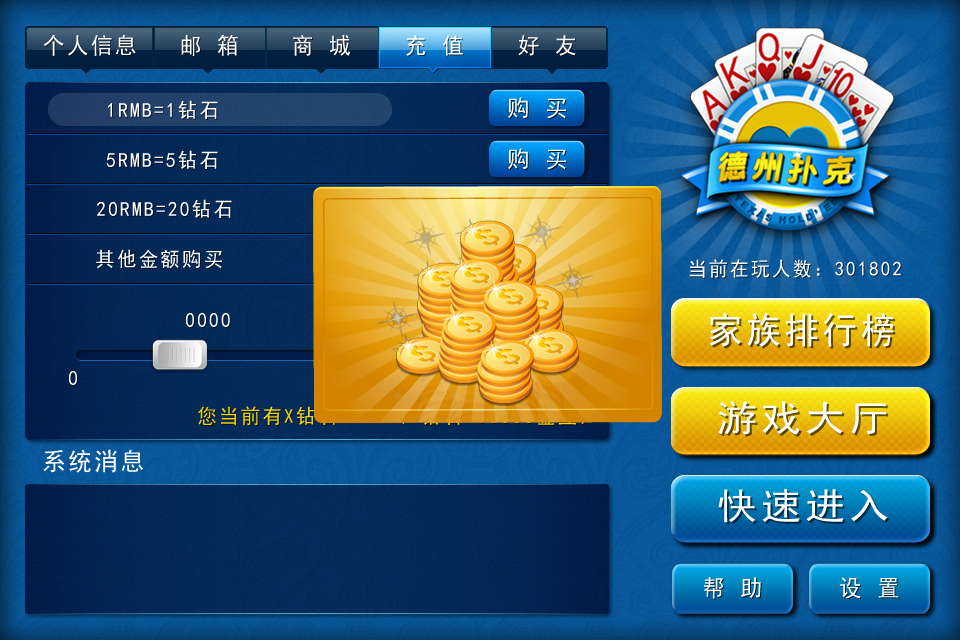 个人信息
邮箱
商城
充值
好友
1RMB=1钻石
购买
5RMB=5钻石
购买
20RMB=20钻石
其他金额购买
0000
0
您当前有X钻
系统消息
A K Q J 10
德州扑克
TEXAS HOLD'EM
当前在玩人数：301802
家族排行榜
游戏大厅
快速进入
帮助
设置